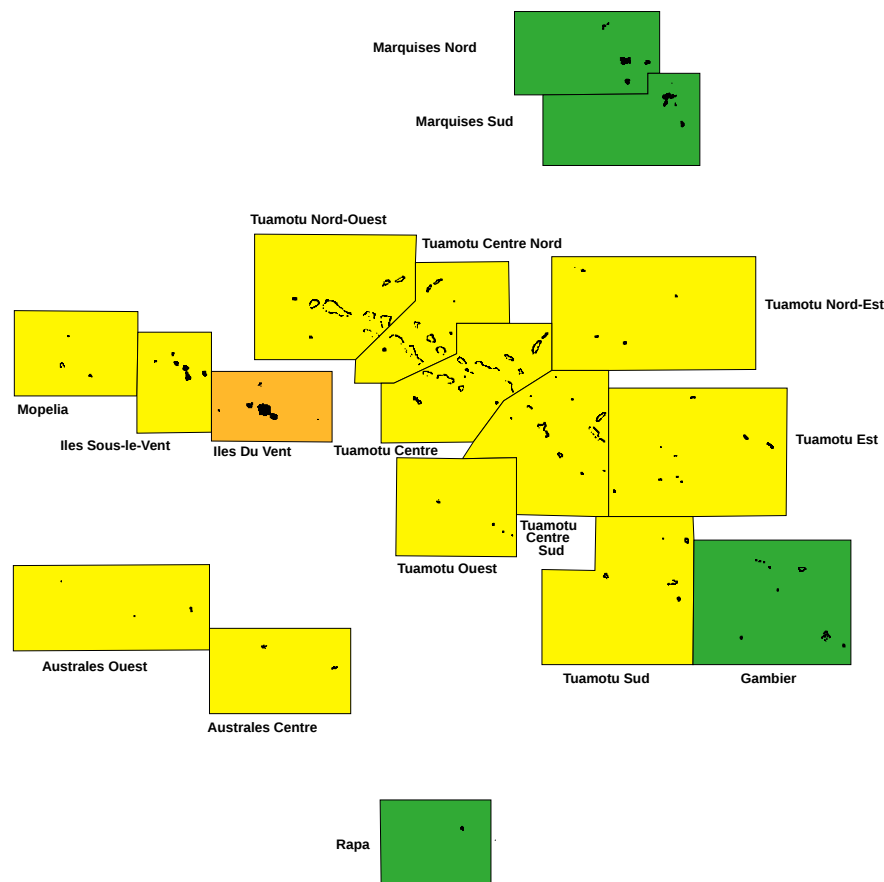 Marquises Nord
Marquises Sud
Tuamotu Nord-Ouest
Tuamotu Centre Nord
Tuamotu Nord-Est
Mopelia
Iles Sous-le-Vent
Iles Du Vent
Tuamotu Centre
Tuamotu Est
Tuamotu
Centre
Sud
Tuamotu Ouest
Australes Ouest
Tuamotu Sud
Gambier
Australes Centre
Rapa